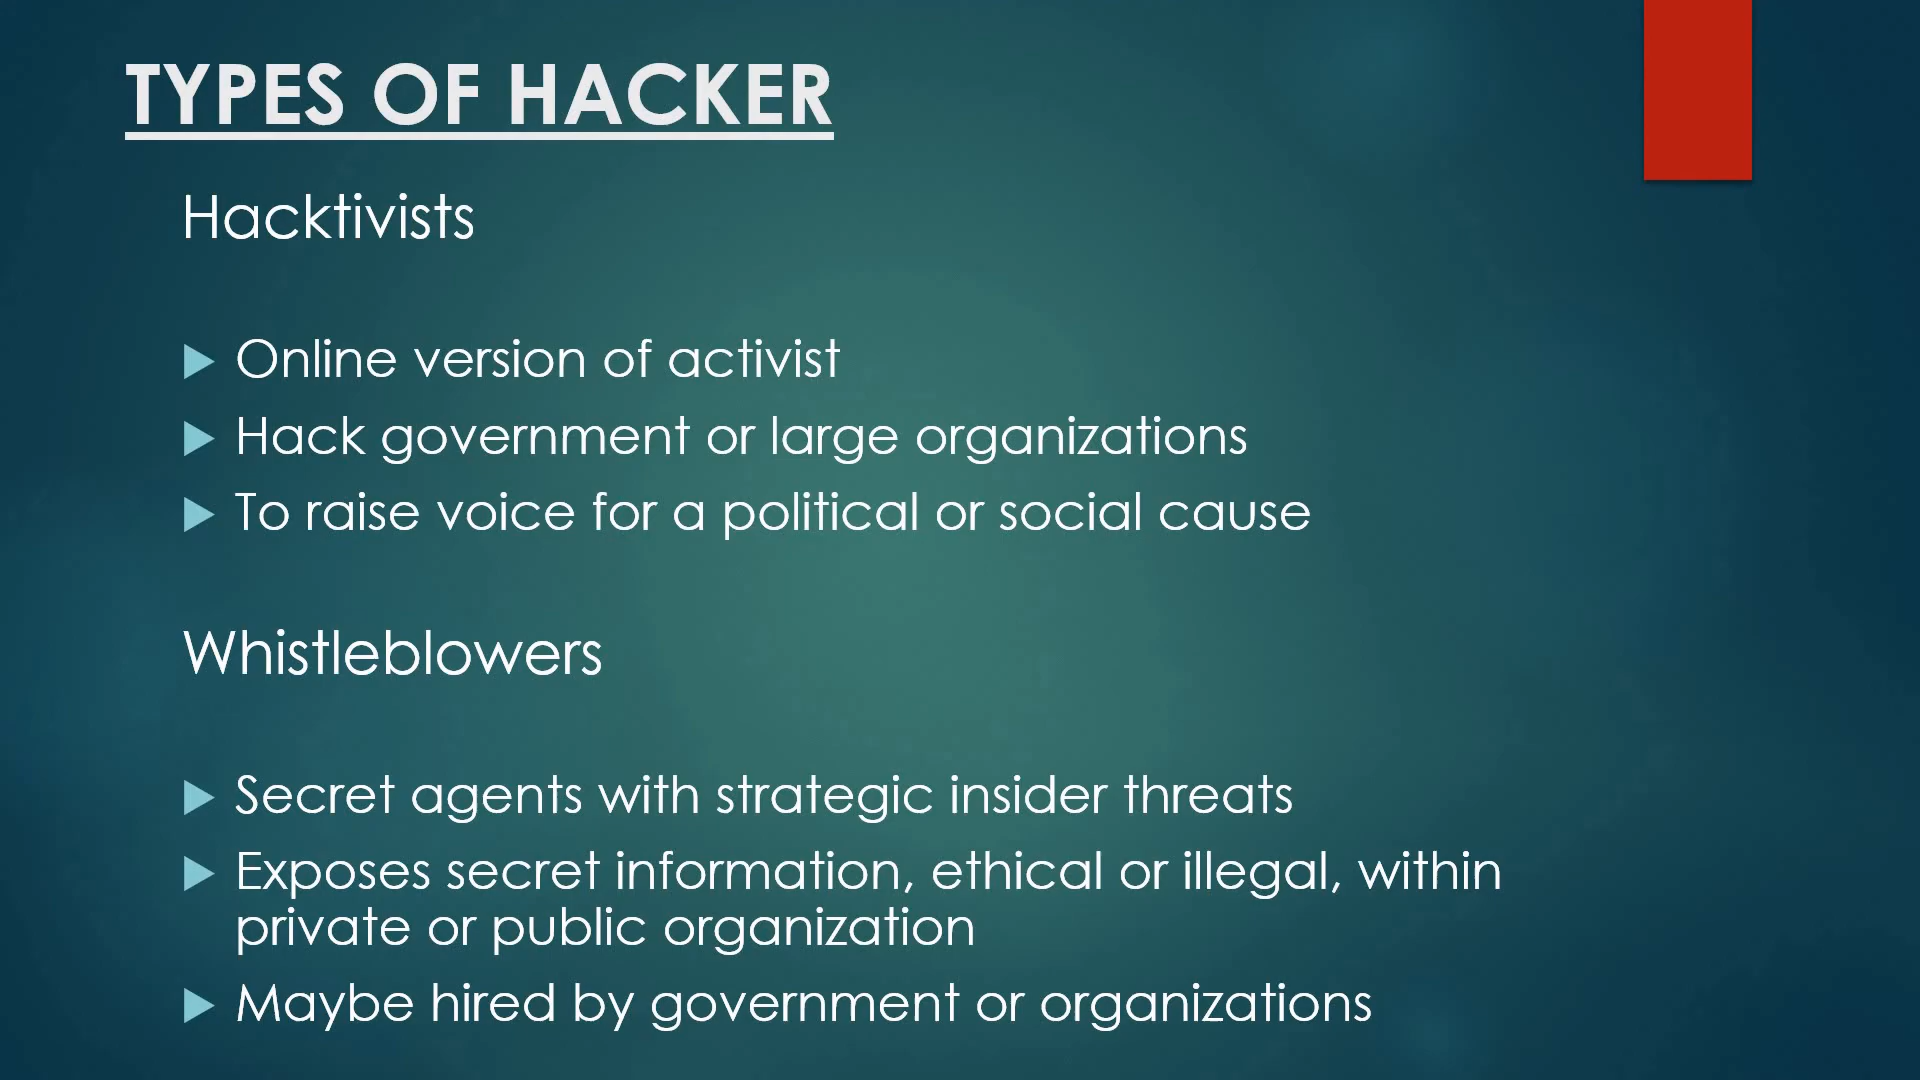 TYPES OF HACKER
Hacktivists
Online version of activist
Hack government or large organizations
To raise voice for a political or social cause
Whistleblowers
Secret agents with strategic insider threats
Exposes secret information, ethical or illegal, within
private or public organization
Maybe hired by government or organizations